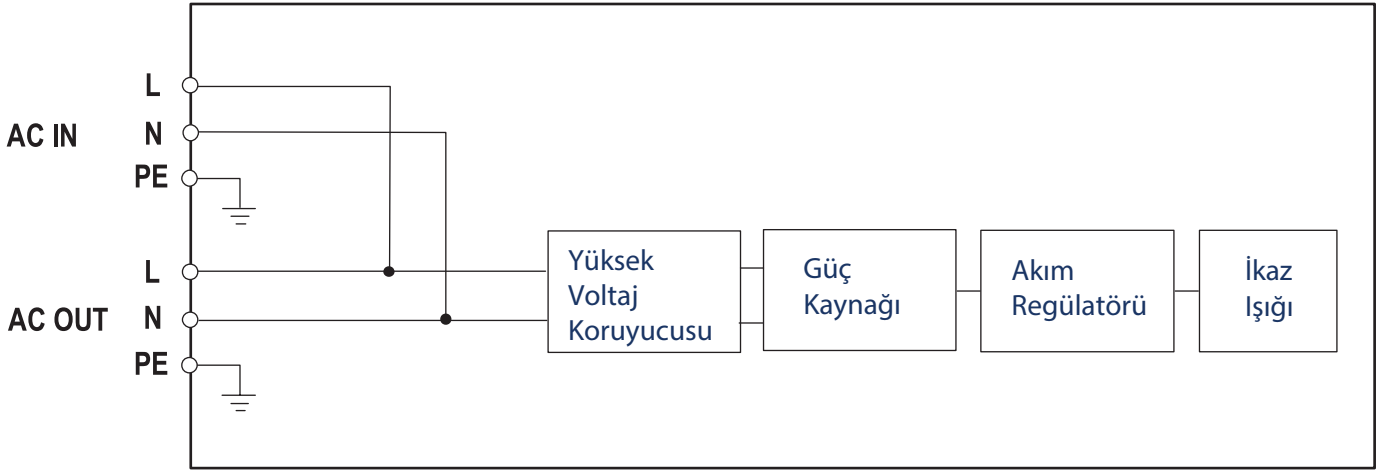 AC IN
L
N
PE
AC OUT
L
N
PE
Yüksek
Voltaj
Koruyucusu
Güç
Kaynağı
Akım
Regülatörü
İkaz
Işığı